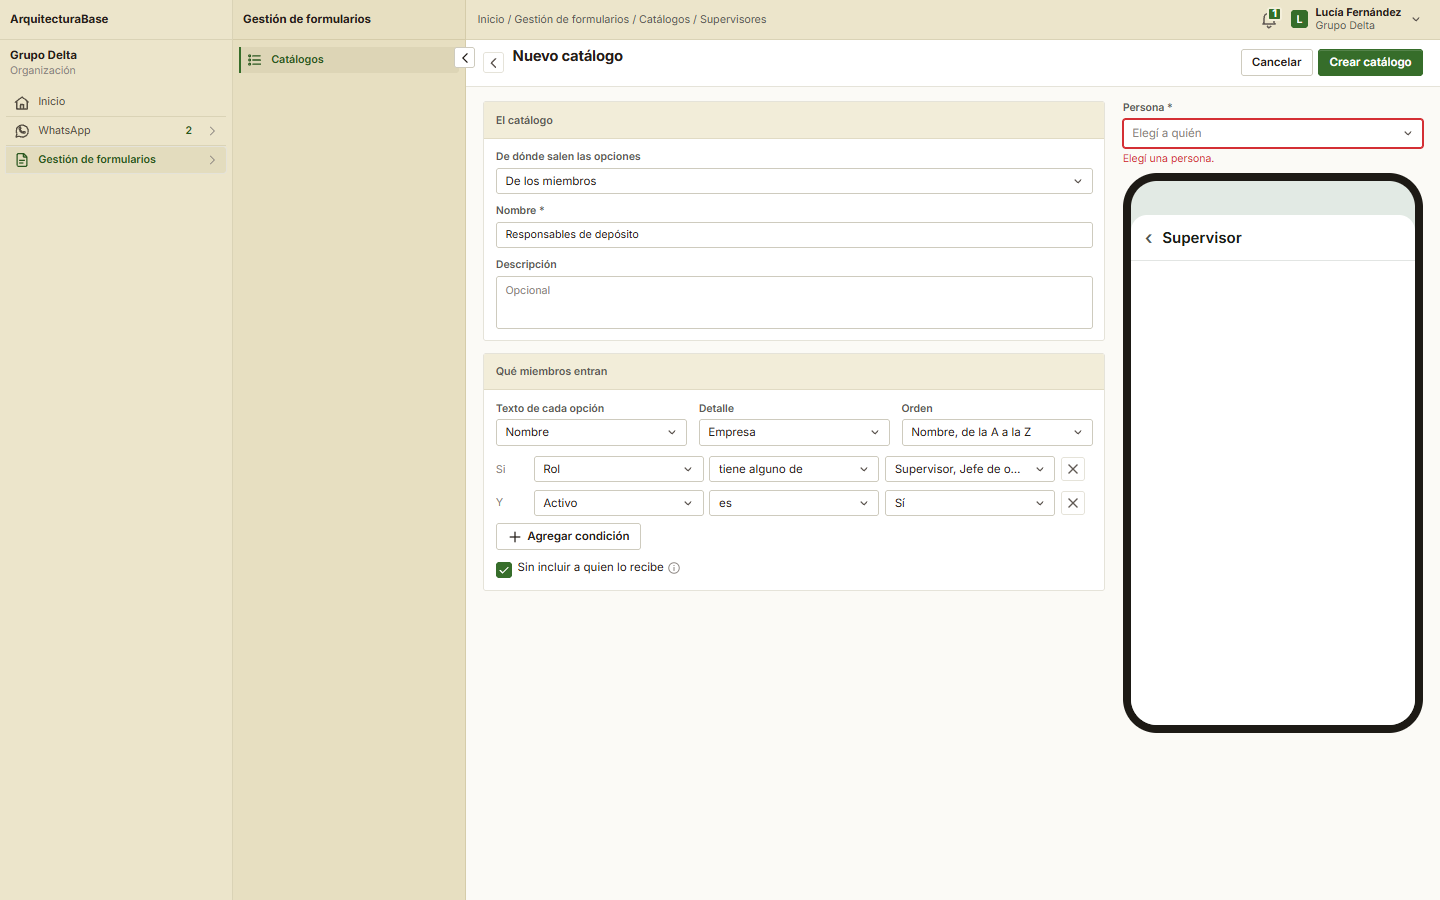 ArquitecturaBase
Grupo Delta
Organización
Inicio
WhatsApp 2
Gestión de formularios
Gestión de formularios
Catálogos
Inicio / Gestión de formularios / Catálogos / Supervisores
1
L
Lucía Fernández
Grupo Delta
Nuevo catálogo
Cancelar
Crear catálogo
El catálogo
De dónde salen las opciones
De los miembros
Nombre *
Responsables de depósito
Descripción
Opcional
Qué miembros entran
Texto de cada opción Detalle Orden
Nombre Empresa Nombre, de la A a la Z
Si Rol tiene alguno de Supervisor, Jefe de o...
Y Activo es Sí
Agregar condición
Sin incluir a quien lo recibe
Persona *
Elegí a quién
Elegí una persona.
Supervisor